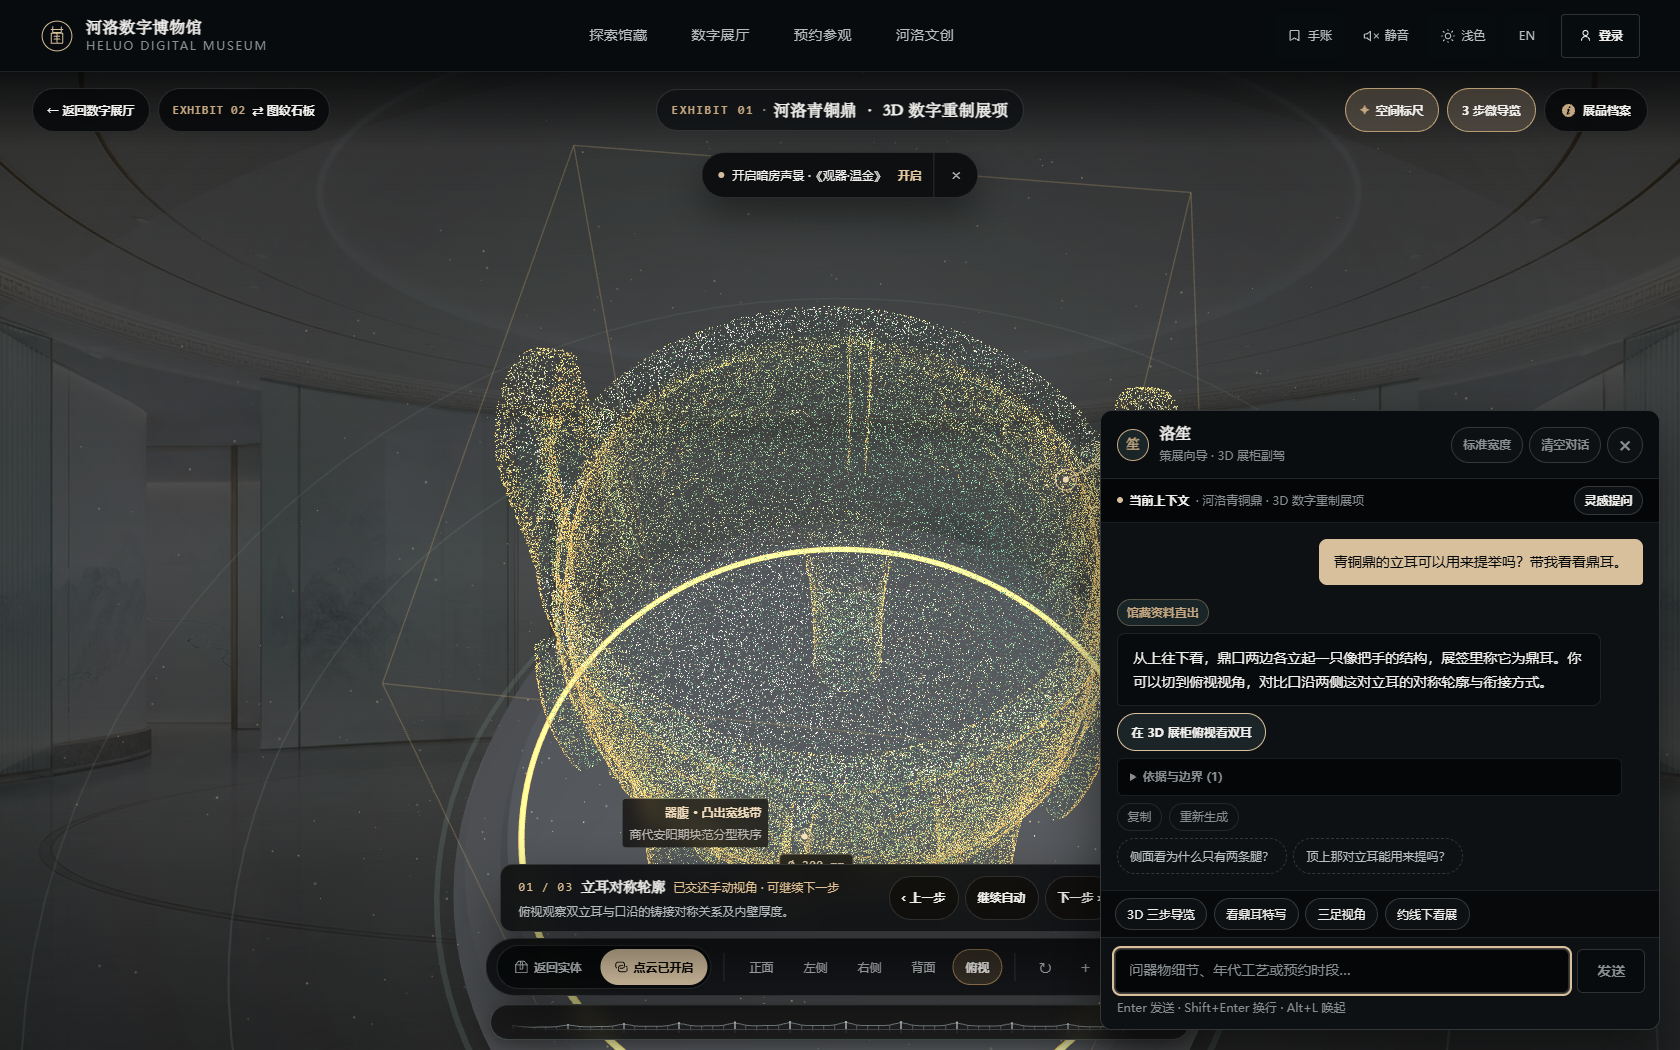 河洛数字博物馆
HELUO DIGITAL MUSEUM
探索馆藏
数字展厅
预约参观
河洛文创
手账
静音
浅色
EN
登录
← 返回数字展厅
EXHIBIT 02 ⇄ 图纹石板
EXHIBIT 01 · 河洛青铜鼎 · 3D 数字重制展项
空间标尺
3 步微导览
展品档案
开启暗房声景 ·《观器·温金》 开启 ×
洛笙
笙
策展向导 · 3D 展柜副驾
标准宽度
清空对话
×
当前上下文 · 河洛青铜鼎 · 3D 数字重制展项
灵感提问
青铜鼎的立耳可以用来提举吗？带我看看鼎耳。
馆藏资料直出
从上往下看，鼎口两边各立起一只像把手的结构，展签里称它为鼎耳。你
可以切到俯视视角，对比口沿两侧这对立耳的对称轮廓与衔接方式。
在 3D 展柜俯视看双耳
▶ 依据与边界 (1)
复制
重新生成
侧面看为什么只有两条腿？
顶上那对立耳能用来提吗？
3D 三步导览
看鼎耳特写
三足视角
约线下看展
问器物细节、年代工艺或预约时段...
发送
Enter 发送 · Shift+Enter 换行 · Alt+L 唤起
器腹 • 凸出宽线带
商代安阳期块范分型秩序
01 / 03 立耳对称轮廓 已交还手动视角 · 可继续下一步
俯视观察双立耳与口沿的铸接对称关系及内壁厚度。
‹ 上一步
继续自动
下一步 ›
返回实体
点云已开启
正面
左侧
右侧
背面
俯视
↻
+